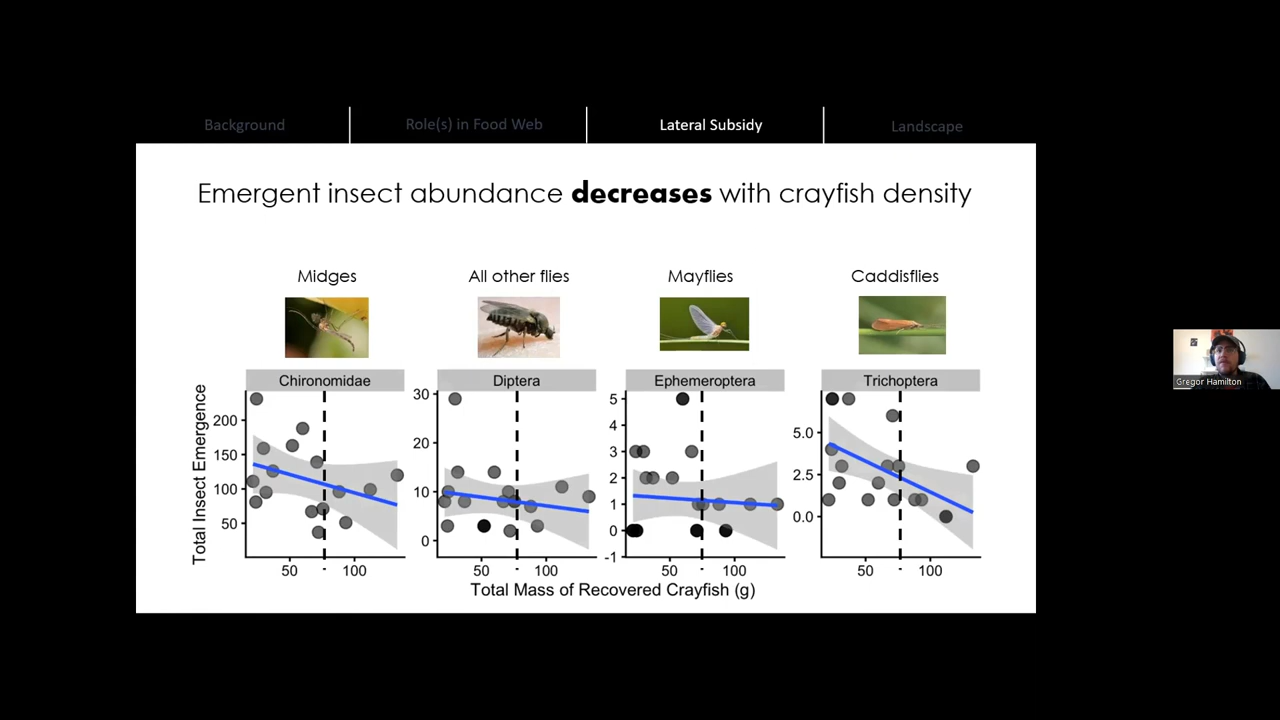 Background
Role(s) in Food Web
Lateral Subsidy
Landscape
Emergent insect abundance decreases with crayfish density
Midges
All other flies
Mayflies
Caddisflies
Chironomidae
Diptera
Ephemeroptera
Trichoptera
Total Insect Emergence
200
150
100
50
50
100
30
20
10
0
50
100
5
4
3
2
1
0
-1
50
100
5.0
2.5
0.0
50
100
Total Mass of Recovered Crayfish (g)
Gregor Hamilton